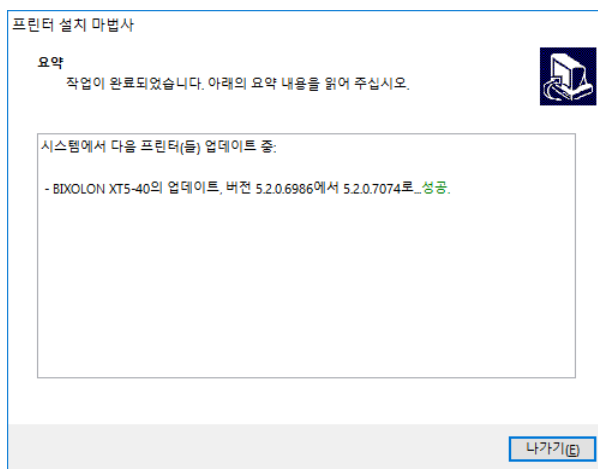 프린터 설치 마법사
요약
작업이 완료되었습니다. 아래의 요약 내용을 읽어 주십시오.
시스템에서 다음 프린터(들) 업데이트 중:
- BIXOLON XT5-40의 업데이트, 버전 5.2.0.6986에서 5.2.0.7074로...성공.
나가기(E)